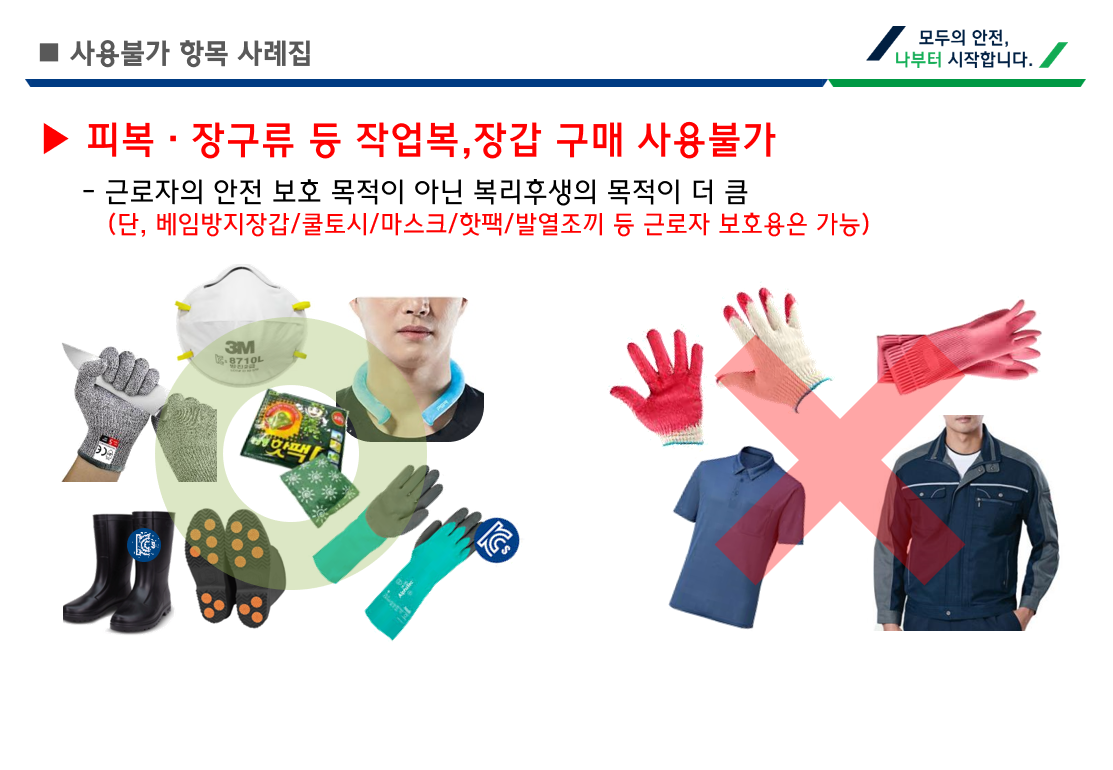 ■ 사용불가 항목 사례집
모두의 안전,
나부터 시작합니다.
▶ 피복 · 장구류 등 작업복,장갑 구매 사용불가
- 근로자의 안전 보호 목적이 아닌 복리후생의 목적이 더 큼
(단, 베임방지장갑/쿨토시/마스크/핫팩/발열조끼 등 근로자 보호용은 가능)
3M
8710L
핫팩